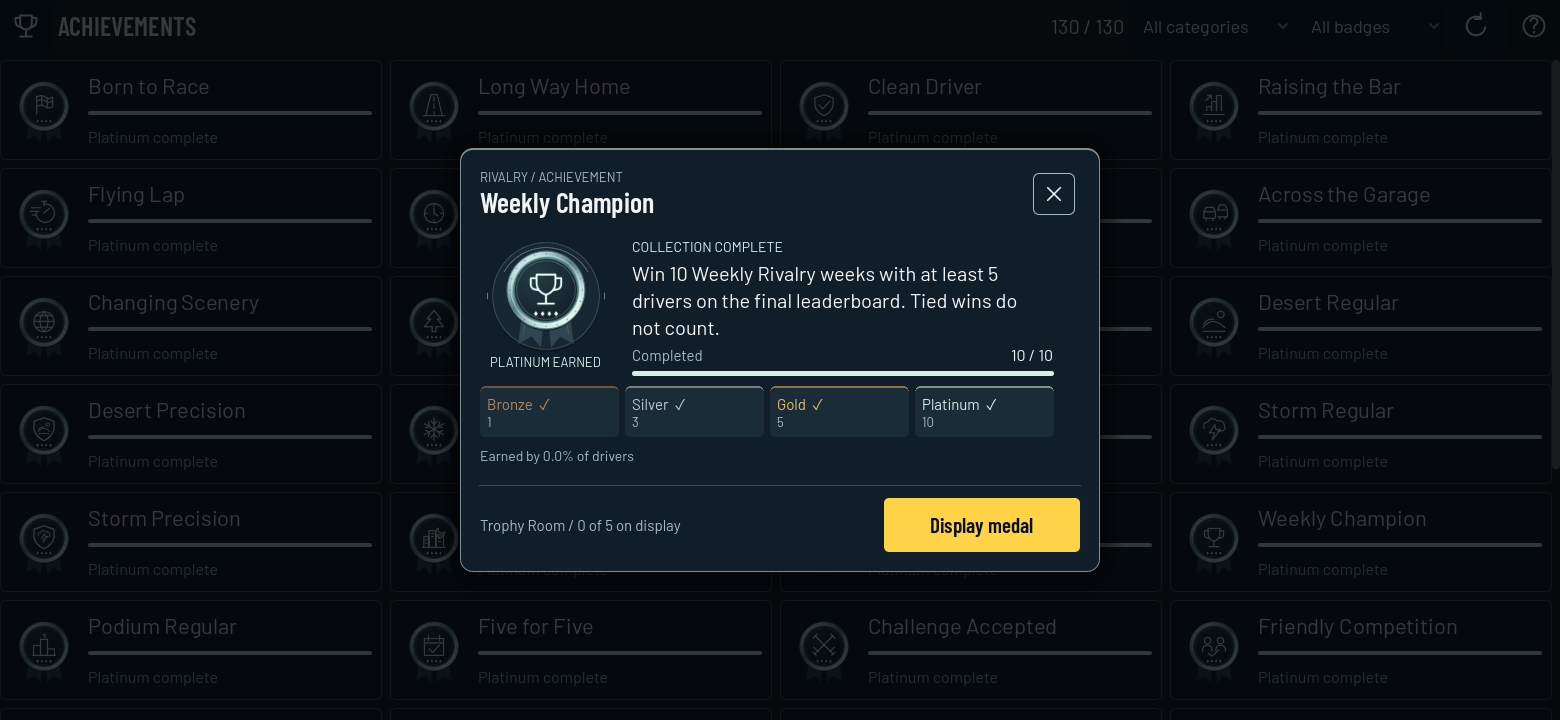 ACHIEVEMENTS
130 / 130
All categories
All badges
Born to Race
Platinum complete
Long Way Home
Platinum complete
Clean Driver
Platinum complete
Raising the Bar
Platinum complete
RIVALRY / ACHIEVEMENT
Weekly Champion
COLLECTION COMPLETE
Win 10 Weekly Rivalry weeks with at least 5
drivers on the final leaderboard. Tied wins do
not count.
PLATINUM EARNED
Completed
10 / 10
Bronze ✓
1
Silver ✓
3
Gold ✓
5
Platinum ✓
10
Earned by 0.0% of drivers
Trophy Room / 0 of 5 on display
Display medal
Flying Lap
Platinum complete
Across the Garage
Platinum complete
Changing Scenery
Platinum complete
Desert Regular
Platinum complete
Desert Precision
Platinum complete
Storm Regular
Platinum complete
Storm Precision
Platinum complete
Platinum complete
Platinum complete
Weekly Champion
Platinum complete
Podium Regular
Platinum complete
Five for Five
Platinum complete
Challenge Accepted
Platinum complete
Friendly Competition
Platinum complete